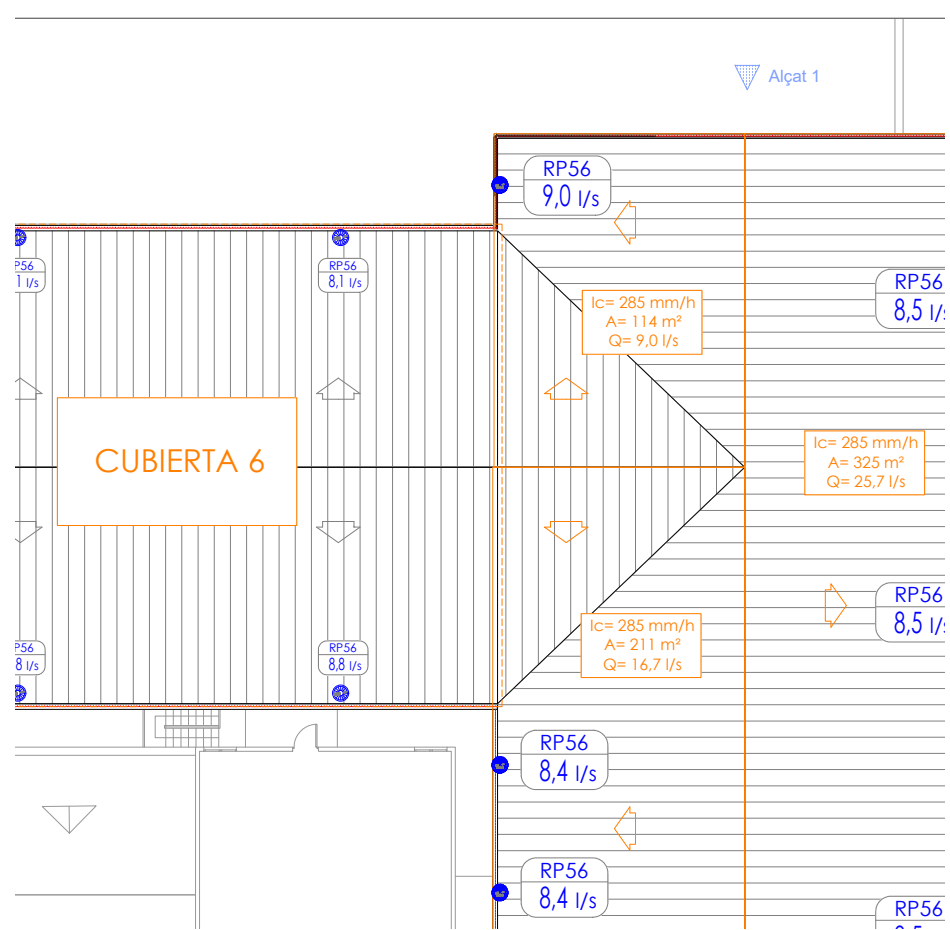 Alçat 1
RP56
9,0 l/s
RP56
8,1 l/s
RP56
8,5
Ic= 285 mm/h
A= 114 m²
Q= 9,0 l/s
CUBIERTA 6
Ic= 285 mm/h
A= 325 m²
Q= 25,7 l/s
RP56
8,5
Ic= 285 mm/h
A= 211 m²
Q= 16,7 l/s
RP56
8,8 l/s
RP56
8,4 l/s
RP56
8,4 l/s
RP56